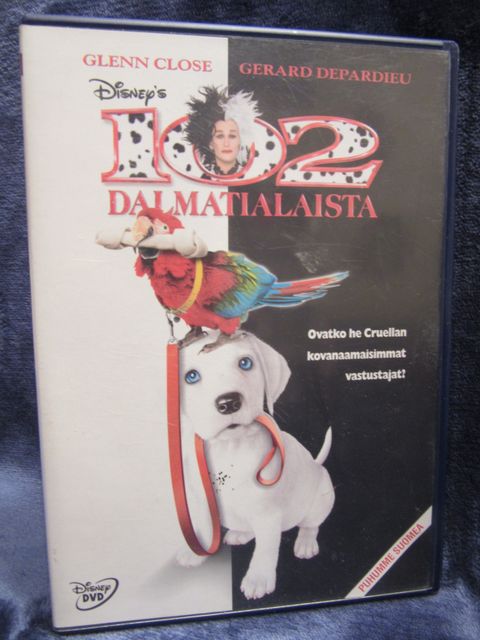 GLENN CLOSE GERARD DEPARDIEU
DISNEY'S
102
DALMATIALAISTA
Ovatko he Cruellan
kovanaamaisimmat
vastustajat?
PUHUMME SUOMEA
DISNEY
DVD